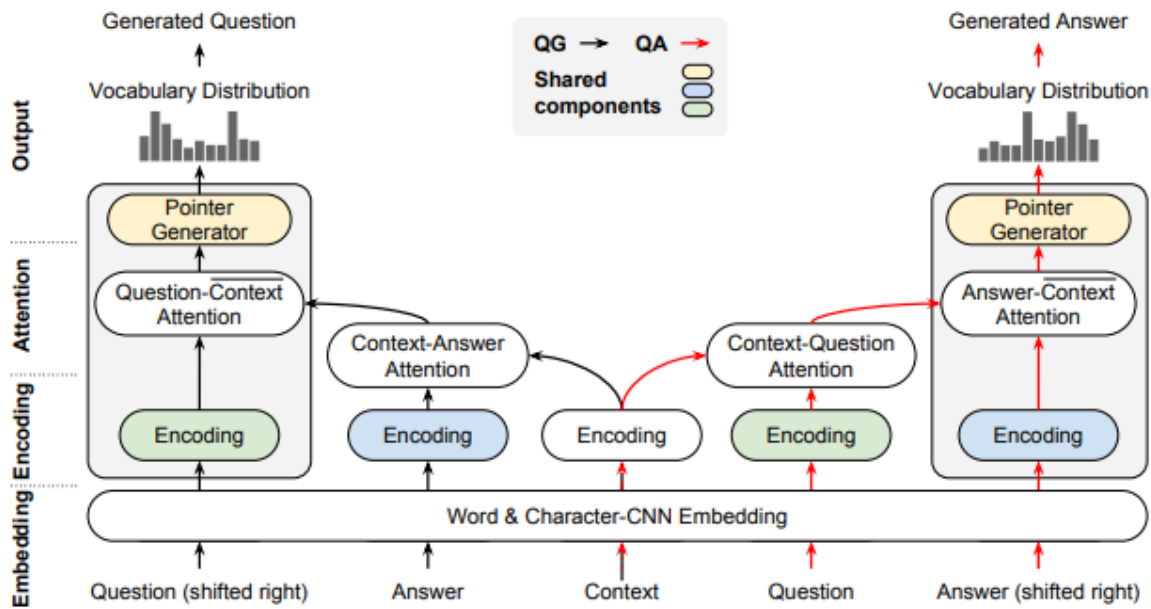 Generated Question
Generated Answer
QG
QA
Shared
components
Vocabulary Distribution
Vocabulary Distribution
Output
Pointer
Generator
Pointer
Generator
Attention
Question-Context
Attention
Answer-Context
Attention
Context-Answer
Attention
Context-Question
Attention
Encoding
Encoding
Encoding
Encoding
Encoding
Encoding
Embedding
Word & Character-CNN Embedding
Question (shifted right)
Answer
Context
Question
Answer (shifted right)